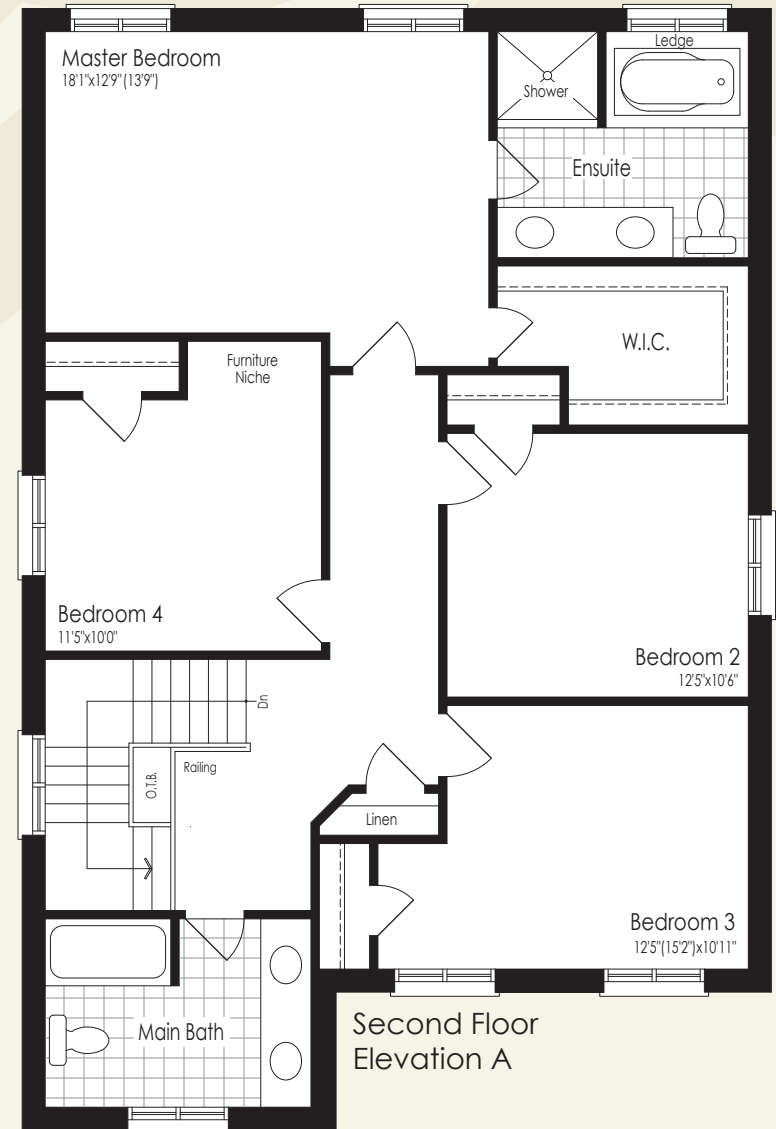 Master Bedroom
18'1"x12'9"(13'9")
Ledge
Shower
Ensuite
W.I.C.
Furniture
Niche
Bedroom 4
11'5"x10'0"
Bedroom 2
12'5"x10'6"
Dn
Railing
O.T.B.
Linen
Bedroom 3
12'5"(15'2")x10'11"
Main Bath
Second Floor
Elevation A